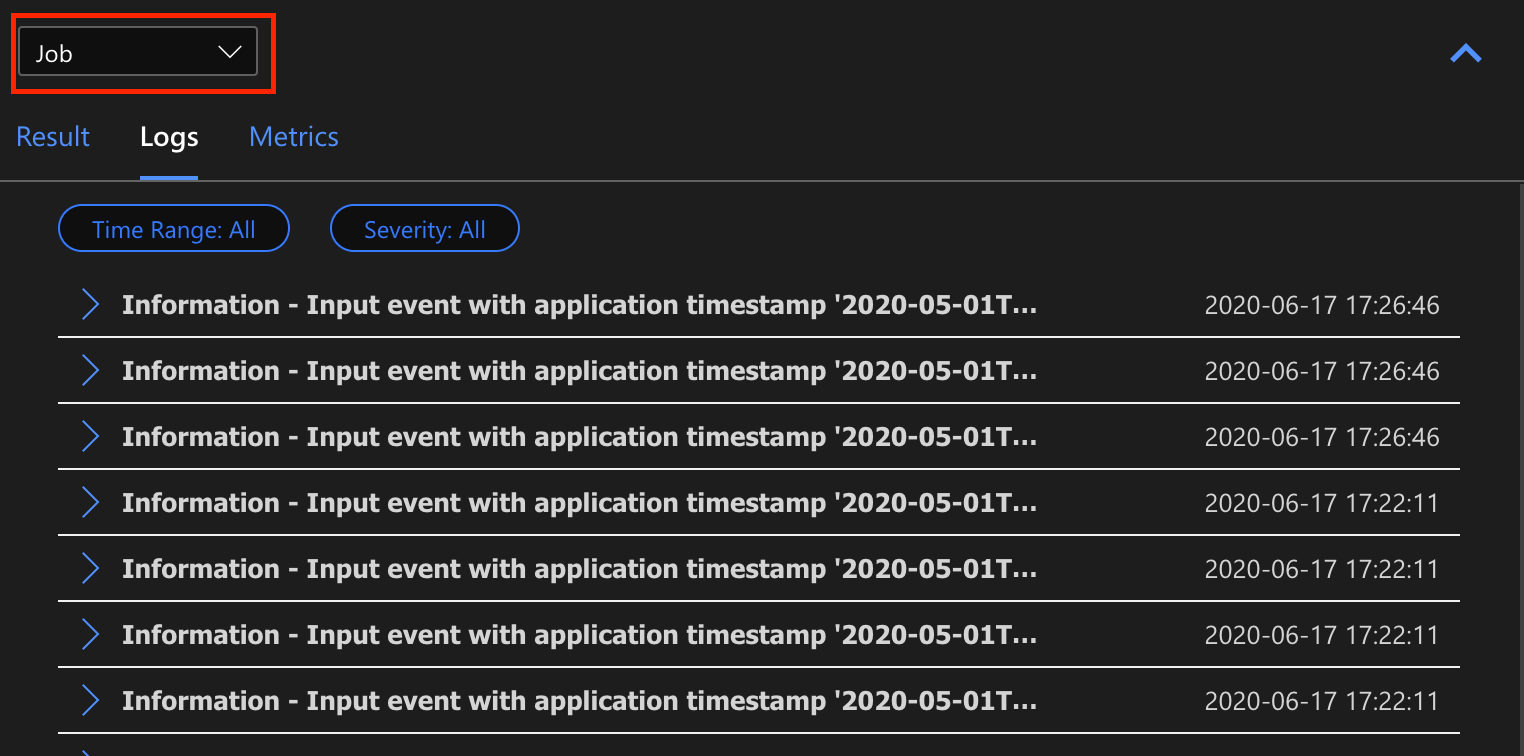 Job
Result Logs Metrics
Time Range: All Severity: All
Information - Input event with application timestamp '2020-05-01T... 2020-06-17 17:26:46
Information - Input event with application timestamp '2020-05-01T... 2020-06-17 17:26:46
Information - Input event with application timestamp '2020-05-01T... 2020-06-17 17:26:46
Information - Input event with application timestamp '2020-05-01T... 2020-06-17 17:22:11
Information - Input event with application timestamp '2020-05-01T... 2020-06-17 17:22:11
Information - Input event with application timestamp '2020-05-01T... 2020-06-17 17:22:11
Information - Input event with application timestamp '2020-05-01T... 2020-06-17 17:22:11